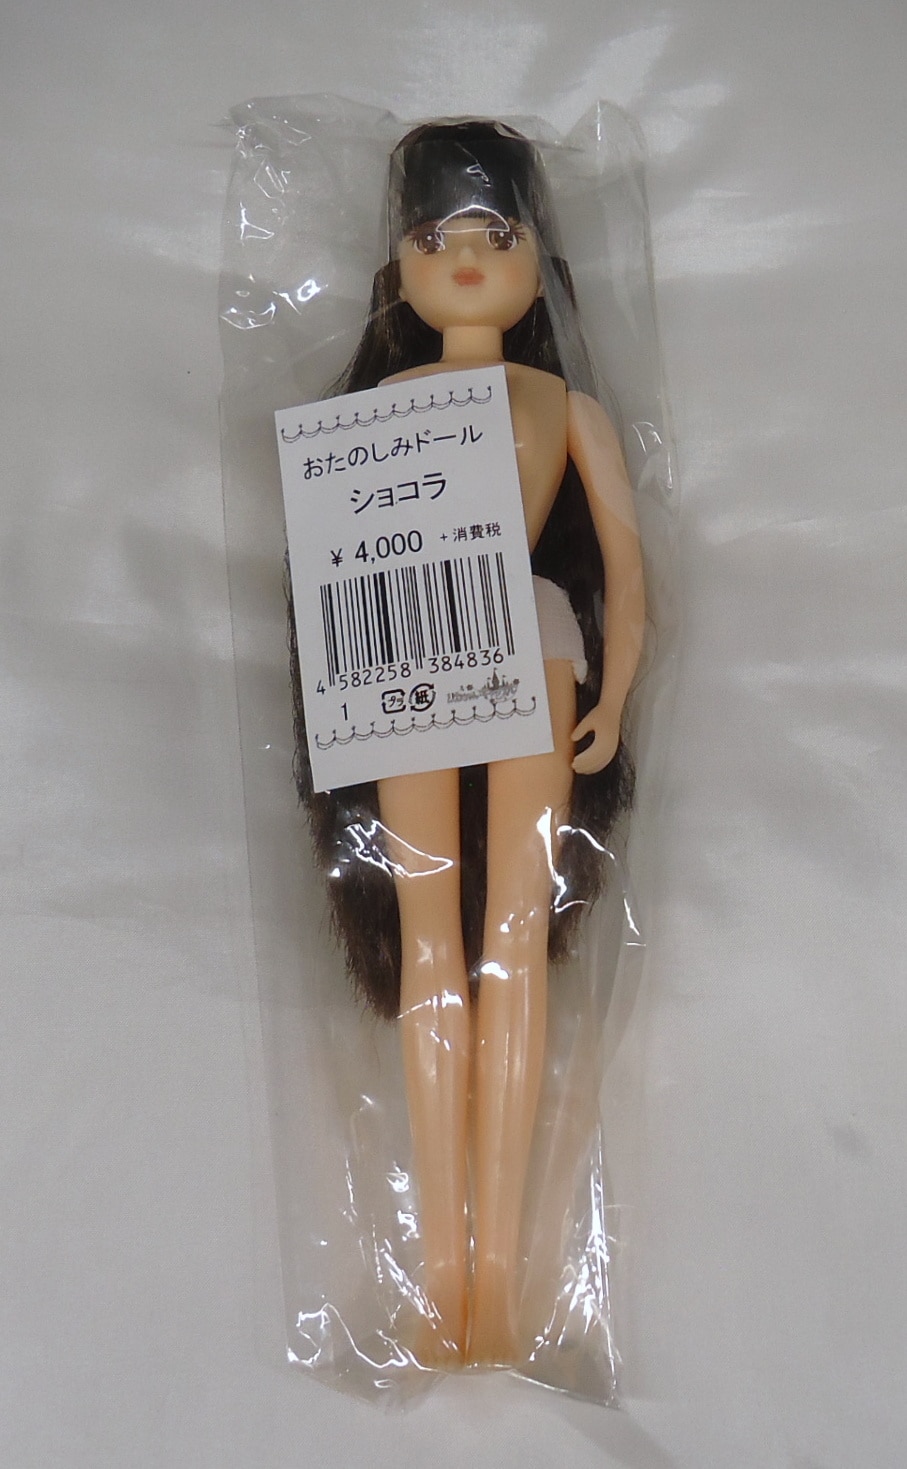 おたのしみドール
ショコラ
¥ 4,000 + 消費税
4 582258 384836
1 プラ 紙